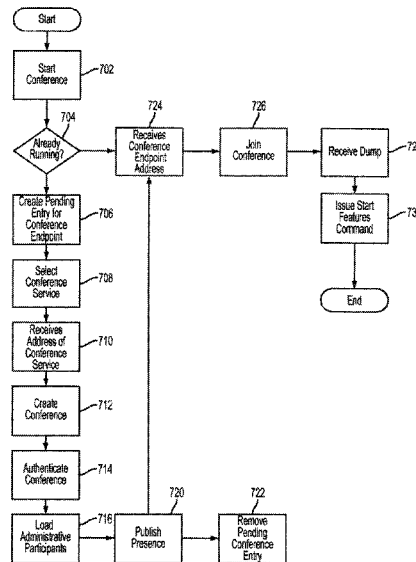 Start
Start
Conference
702
Already
Running?
704
Create Pending
Entry for
Conference
Endpoint
706
Select
Conference
Service
708
Receives
Address of
Conference
Service
710
Create
Conference
712
Authenticate
Conference
714
Load
Administrative
Participants
716
Publish
Presence
720
Remove
Pending
Conference
Entry
722
Receives
Conference
Endpoint
Address
724
Join
Conference
726
Receive Dump
72
Issue Start
Features
Command
73
End